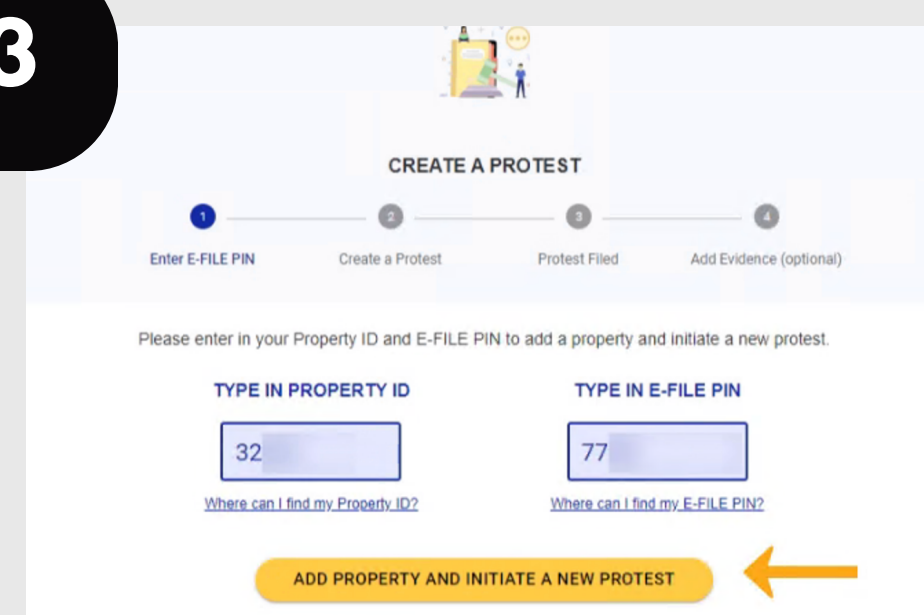 3
CREATE A PROTEST
1 2 3 4
Enter E-FILE PIN Create a Protest Protest Filed Add Evidence (optional)
Please enter in your Property ID and E-FILE PIN to add a property and initiate a new protest.
TYPE IN PROPERTY ID TYPE IN E-FILE PIN
32 77
Where can I find my Property ID? Where can I find my E-FILE PIN?
ADD PROPERTY AND INITIATE A NEW PROTEST